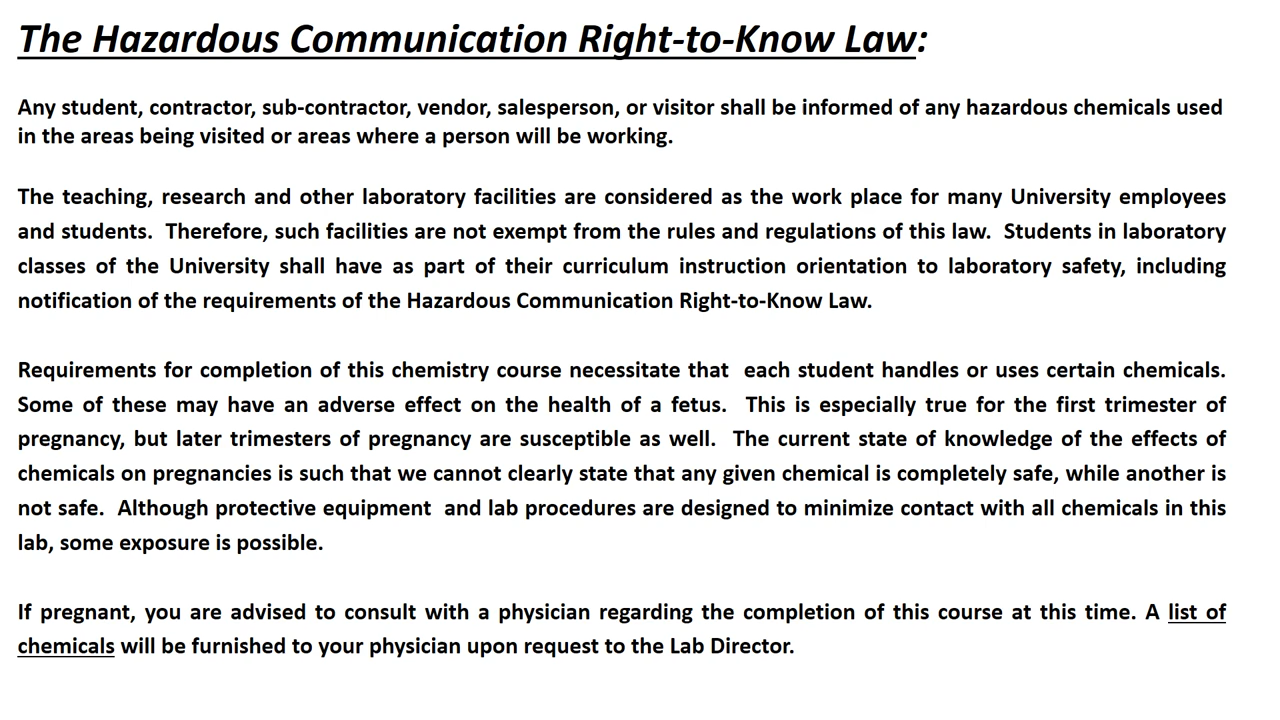 The Hazardous Communication Right-to-Know Law:
Any student, contractor, sub-contractor, vendor, salesperson, or visitor shall be informed of any hazardous chemicals used
in the areas being visited or areas where a person will be working.
The teaching, research and other laboratory facilities are considered as the work place for many University employees
and students.  Therefore, such facilities are not exempt from the rules and regulations of this law.  Students in laboratory
classes of the University shall have as part of their curriculum instruction orientation to laboratory safety, including
notification of the requirements of the Hazardous Communication Right-to-Know Law.
Requirements for completion of this chemistry course necessitate that  each student handles or uses certain chemicals.
Some of these may have an adverse effect on the health of a fetus.  This is especially true for the first trimester of
pregnancy, but later trimesters of pregnancy are susceptible as well.  The current state of knowledge of the effects of
chemicals on pregnancies is such that we cannot clearly state that any given chemical is completely safe, while another is
not safe.  Although protective equipment  and lab procedures are designed to minimize contact with all chemicals in this
lab, some exposure is possible.
If pregnant, you are advised to consult with a physician regarding the completion of this course at this time. A list of
chemicals will be furnished to your physician upon request to the Lab Director.